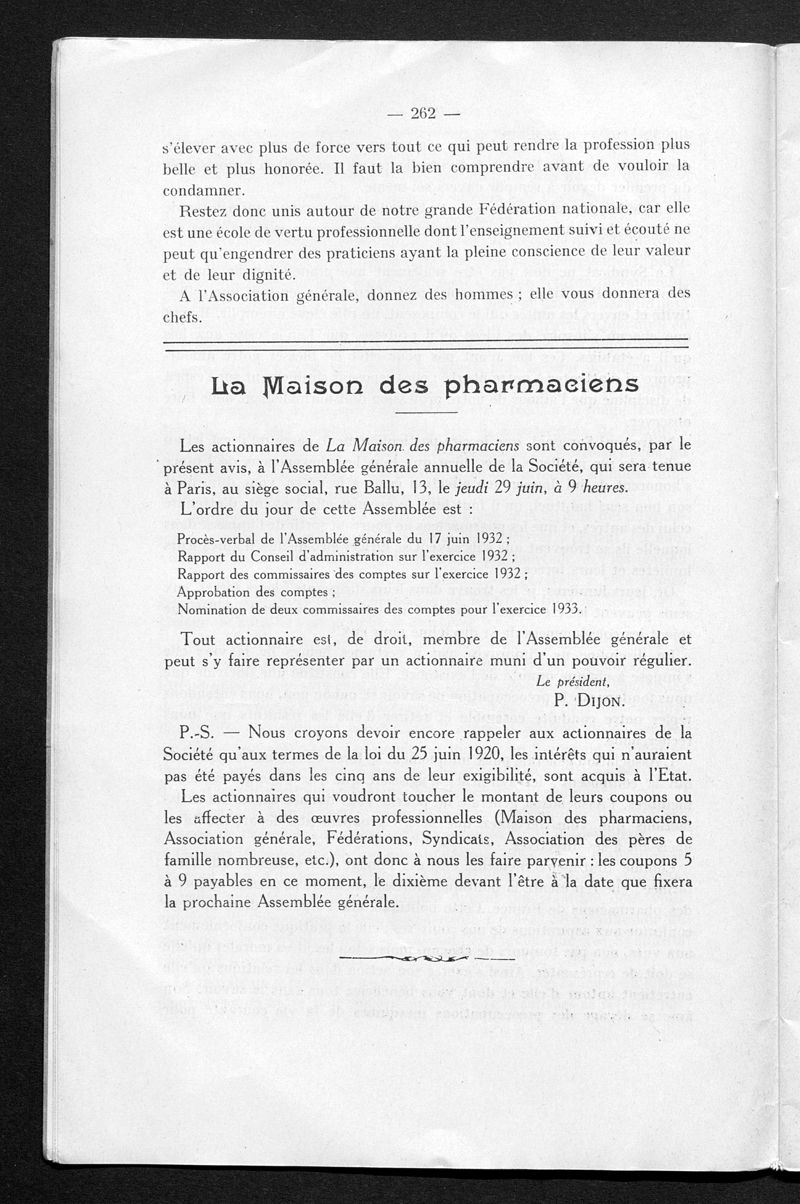 — 262 —
s'élever avec plus de force vers tout ce qui peut rendre la profession plus
belle et plus honorée. Il faut la bien comprendre avant de vouloir la
condamner.
Restez donc unis autour de notre grande Fédération nationale, car elle
est une école de vertu professionnelle dont l'enseignement suivi et écouté ne
peut qu'engendrer des praticiens ayant la pleine conscience de leur valeur
et de leur dignité.
A l'Association générale, donnez des hommes ; elle vous donnera des
chefs.
La Maison des pharmaciens
Les actionnaires de La Maison des pharmaciens sont convoqués, par le
présent avis, à l'Assemblée générale annuelle de la Société, qui sera tenue
à Paris, au siège social, rue Ballu, 13, le jeudi 29 juin, à 9 heures.
L'ordre du jour de cette Assemblée est :
Procès-verbal de l'Assemblée générale du 17 juin 1932 ;
Rapport du Conseil d'administration sur l'exercice 1932 ;
Rapport des commissaires des comptes sur l'exercice 1932 ;
Approbation des comptes ;
Nomination de deux commissaires des comptes pour l'exercice 1933.
Tout actionnaire est, de droit, membre de l'Assemblée générale et
peut s'y faire représenter par un actionnaire muni d'un pouvoir régulier.
Le président,
P. DIJON.
P.-S. — Nous croyons devoir encore rappeler aux actionnaires de la
Société qu'aux termes de la loi du 25 juin 1920, les intérêts qui n'auraient
pas été payés dans les cinq ans de leur exigibilité, sont acquis à l'Etat.
Les actionnaires qui voudront toucher le montant de leurs coupons ou
les affecter à des œuvres professionnelles (Maison des pharmaciens,
Association générale, Fédérations, Syndicats, Association des pères de
famille nombreuse, etc.), ont donc à nous les faire parvenir : les coupons 5
à 9 payables en ce moment, le dixième devant l'être à la date que fixera
la prochaine Assemblée générale.